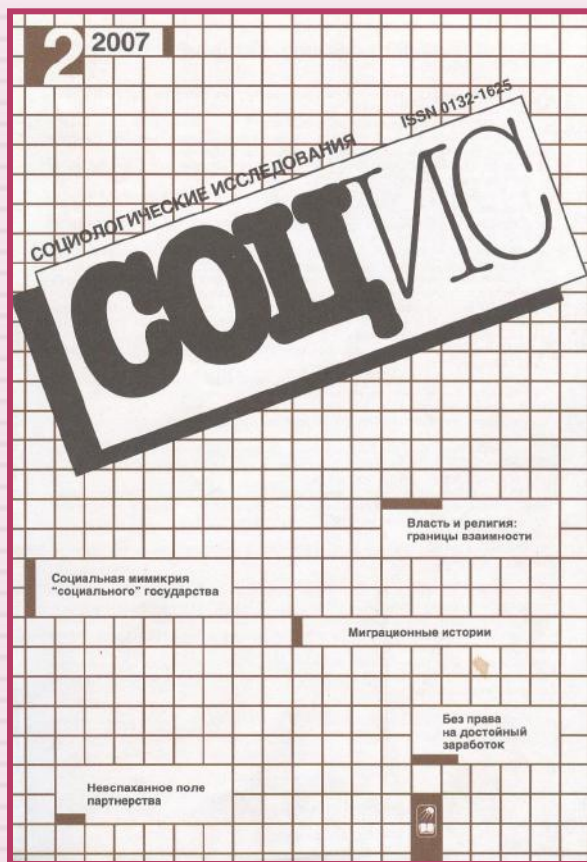 2 2007
ISSN 0132-1625
СОЦИОЛОГИЧЕСКИЕ ИССЛЕДОВАНИЯ
СОЦИС
Власть и религия:
границы взаимности
Социальная мимикрия
"социального" государства
Миграционные истории
Без права
на достойный
заработок
Невспаханное поле
партнерства